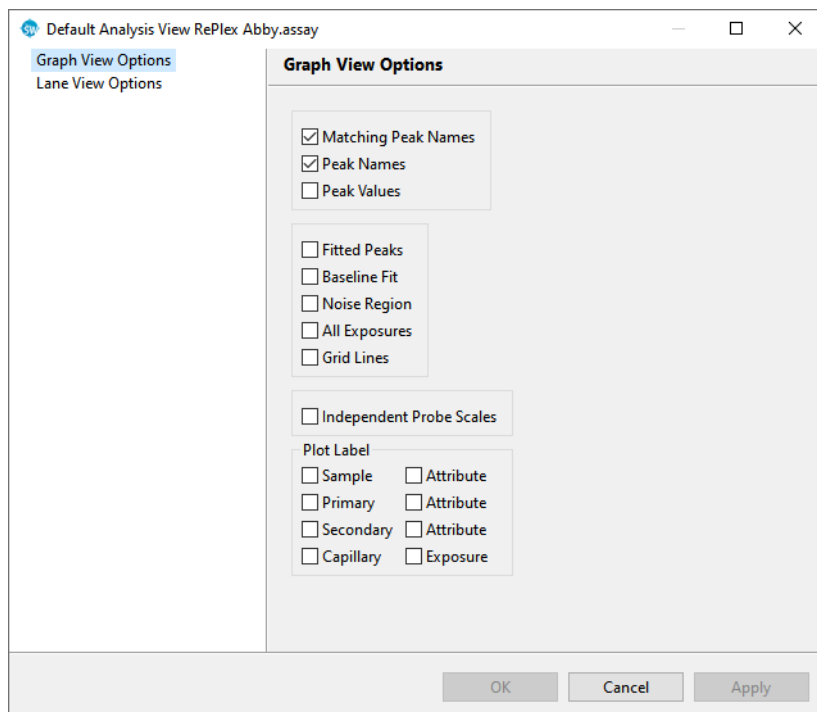 SW Default Analysis View RePlex Abby.assay
Graph View Options
Lane View Options
Graph View Options
Matching Peak Names
Peak Names
Peak Values
Fitted Peaks
Baseline Fit
Noise Region
All Exposures
Grid Lines
Independent Probe Scales
Plot Label
Sample Attribute
Primary Attribute
Secondary Attribute
Capillary Exposure
OK Cancel Apply